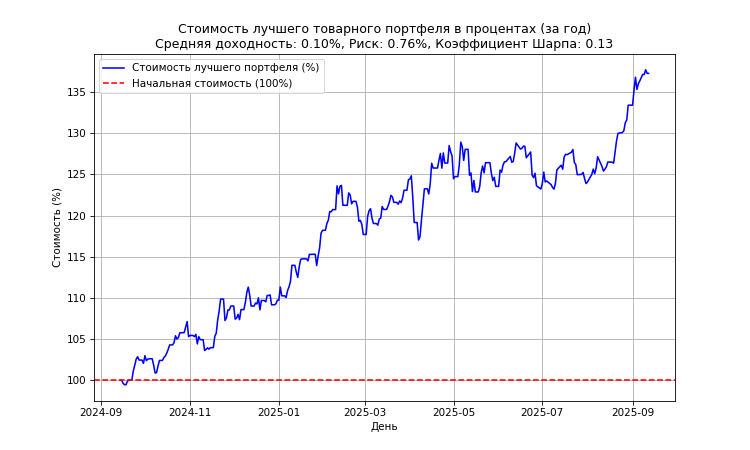 Стоимость лучшего товарного портфеля в процентах (за год)
Средняя доходность: 0.10%, Риск: 0.76%, Коэффициент Шарпа: 0.13
Стоимость лучшего портфеля (%)
Начальная стоимость (100%)
Стоимость (%)
135
130
125
120
115
110
105
100
2024-09
2024-11
2025-01
2025-03
2025-05
2025-07
2025-09
День